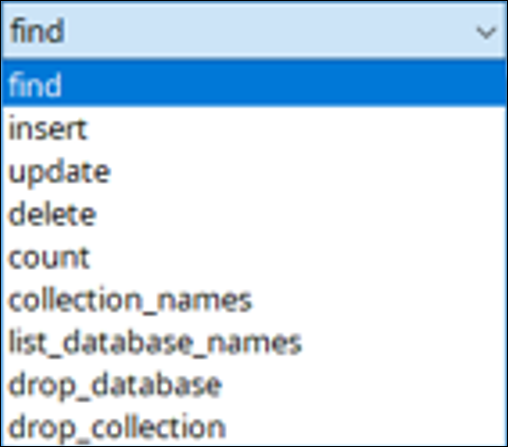 find
find
insert
update
delete
count
collection_names
list_database_names
drop_database
drop_collection